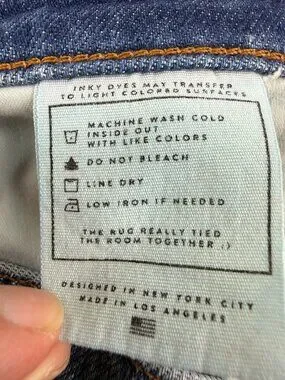 INKY DYES MAY TRANSFER
TO LIGHT COLORED SURFACES
MACHINE WASH COLD
INSIDE OUT
WITH LIKE COLORS
DO NOT BLEACH
LINE DRY
LOW IRON IF NEEDED
THE RUG REALLY TIED
THE ROOM TOGETHER :)
DESIGNED IN NEW YORK CITY
MADE IN LOS ANGELES